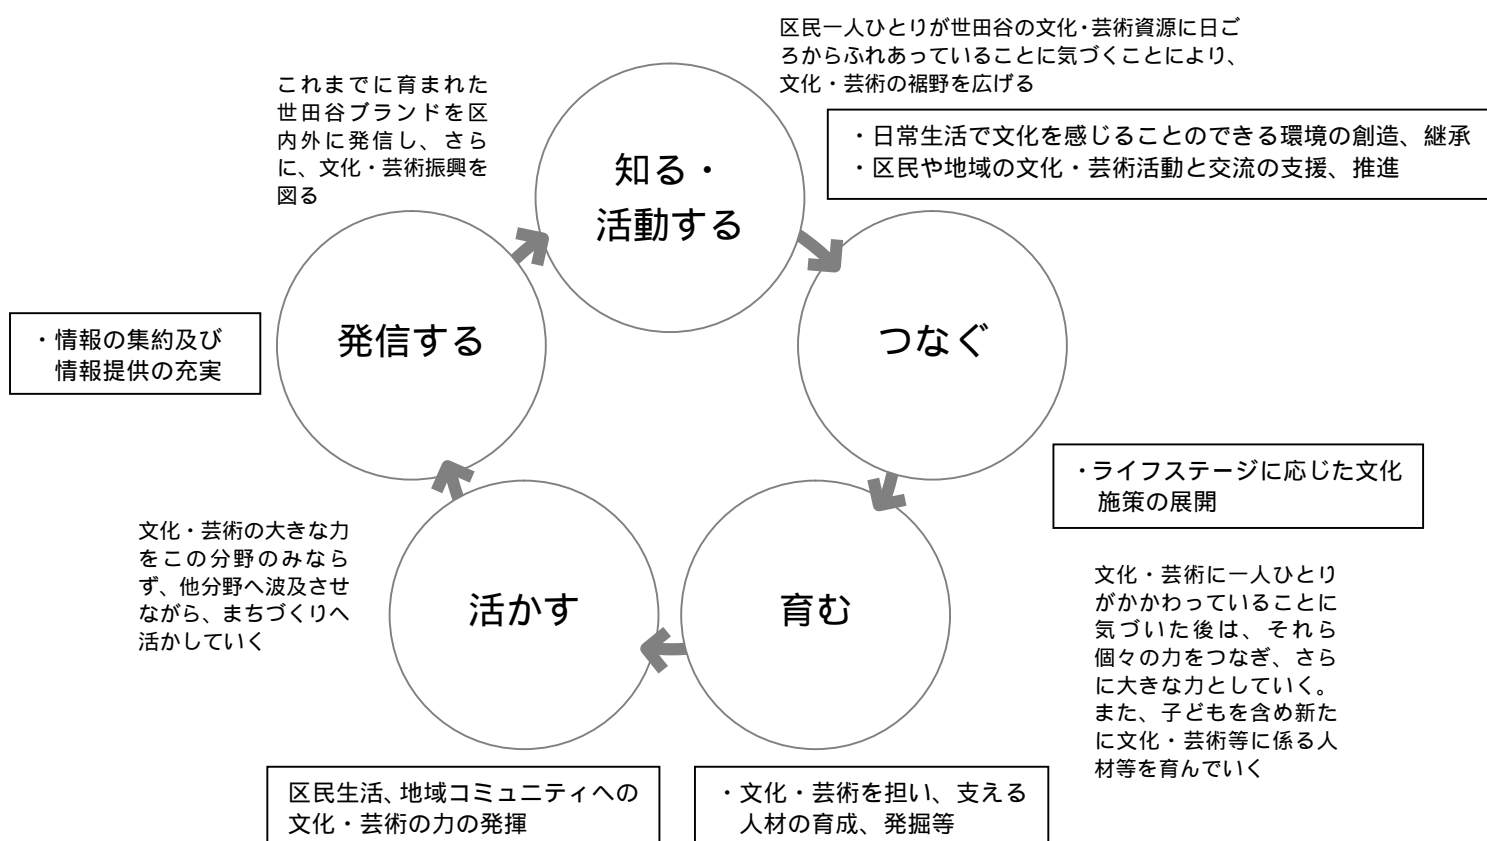 区民一人ひとりが世田谷の文化・芸術資源に日ご
ろからふれあっていることに気づくことにより、
文化・芸術の裾野を広げる
これまでに育まれた
世田谷ブランドを区
内外に発信し、さら
に、文化・芸術振興を
図る
・日常生活で文化を感じることのできる環境の創造、継承
・区民や地域の文化・芸術活動と交流の支援、推進
知る・
活動する
・情報の集約及び
情報提供の充実
発信する
つなぐ
・ライフステージに応じた文化
施策の展開
文化・芸術の大きな力
をこの分野のみなら
ず、他分野へ波及させ
ながら、まちづくりへ
活かしていく
活かす
育む
文化・芸術に一人ひとり
がかかわっていることに
気づいた後は、それら
個々の力をつなぎ、さら
に大きな力としていく。
また、子どもを含め新た
に文化・芸術等に係る人
材等を育んでいく
区民生活、地域コミュニティへの
文化・芸術の力の発揮
・文化・芸術を担い、支える
人材の育成、発掘等